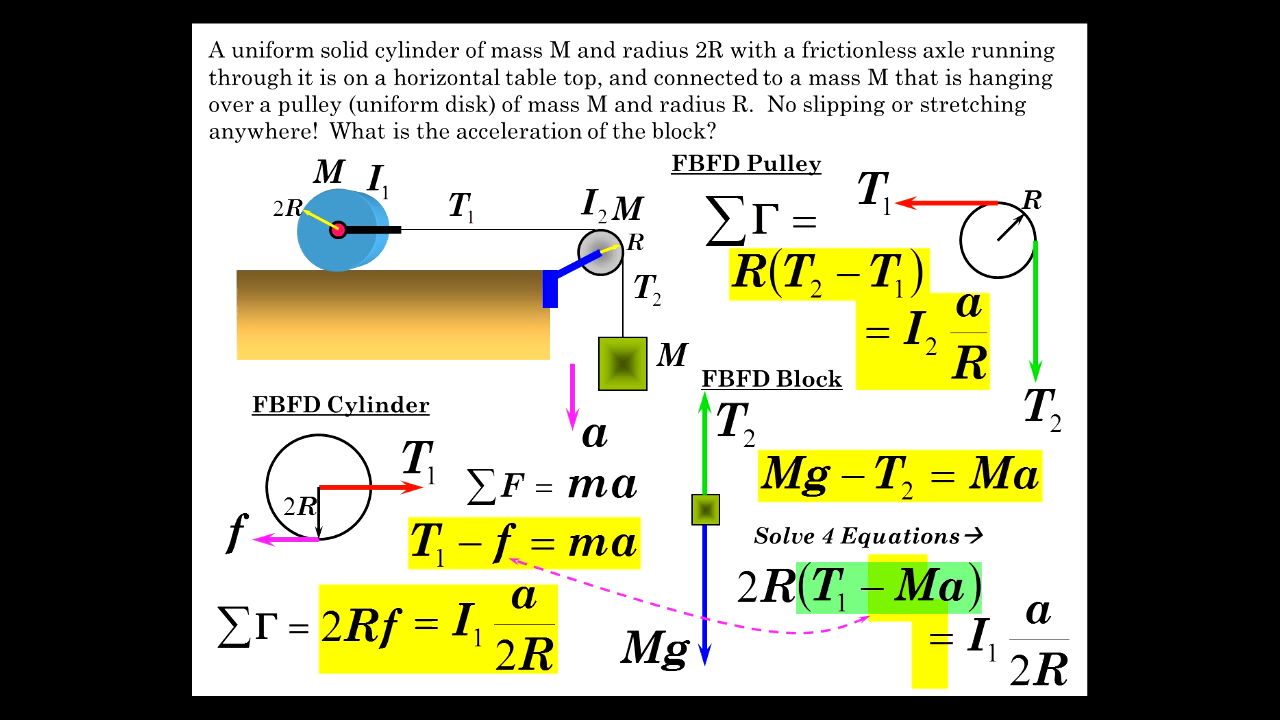 A uniform solid cylinder of mass M and radius 2R with a frictionless axle running
through it is on a horizontal table top, and connected to a mass M that is hanging
over a pulley (uniform disk) of mass M and radius R. No slipping or stretching
anywhere! What is the acceleration of the block?
M I₁
2R
T₁
I₂ M
R
T₂
M
a
FBFD Pulley
∑Γ =
R(T₂ − T₁)
= I₂ a/R
T₁
R
T₂
FBFD Cylinder
T₁
2R
f
∑F = ma
T₁ − f = ma
∑Γ = 2Rf = I₁ a/2R
FBFD Block
T₂
Mg − T₂ = Ma
Mg
Solve 4 Equations→
2R(T₁ − Ma)
= I₁ a/2R